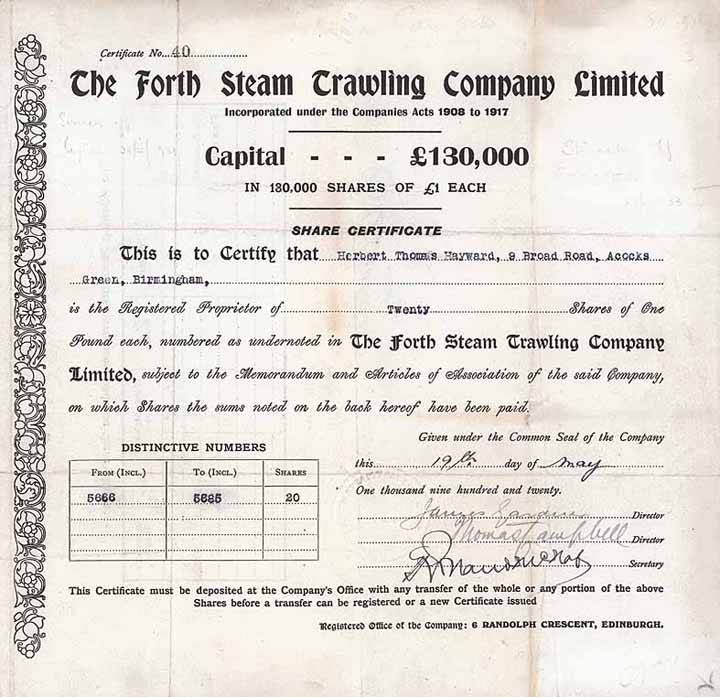 Certificate No. 40
The Forth Steam Trawling Company Limited
Incorporated under the Companies Acts 1908 to 1917
Capital - - - £130,000
IN 130,000 SHARES OF £1 EACH
SHARE CERTIFICATE
This is to Certify that Herbert Thomas Hayward, 9 Broad Road, Acocks
Green, Birmingham,
is the Registered Proprietor of Twenty Shares of One
Pound each, numbered as undernoted in The Forth Steam Trawling Company
Limited, subject to the Memorandum and Articles of Association of the said Company,
on which Shares the sums noted on the back hereof have been paid.
DISTINCTIVE NUMBERS
From (Incl.) To (Incl.) Shares
5666 5685 20
Given under the Common Seal of the Company
this 19th day of May
One thousand nine hundred and twenty.
James Gardiner Director
Thomas Campbell Director
Secretary
This Certificate must be deposited at the Company's Office with any transfer of the whole or any portion of the above
Shares before a transfer can be registered or a new Certificate issued
Registered Office of the Company: 6 RANDOLPH CRESCENT, EDINBURGH.